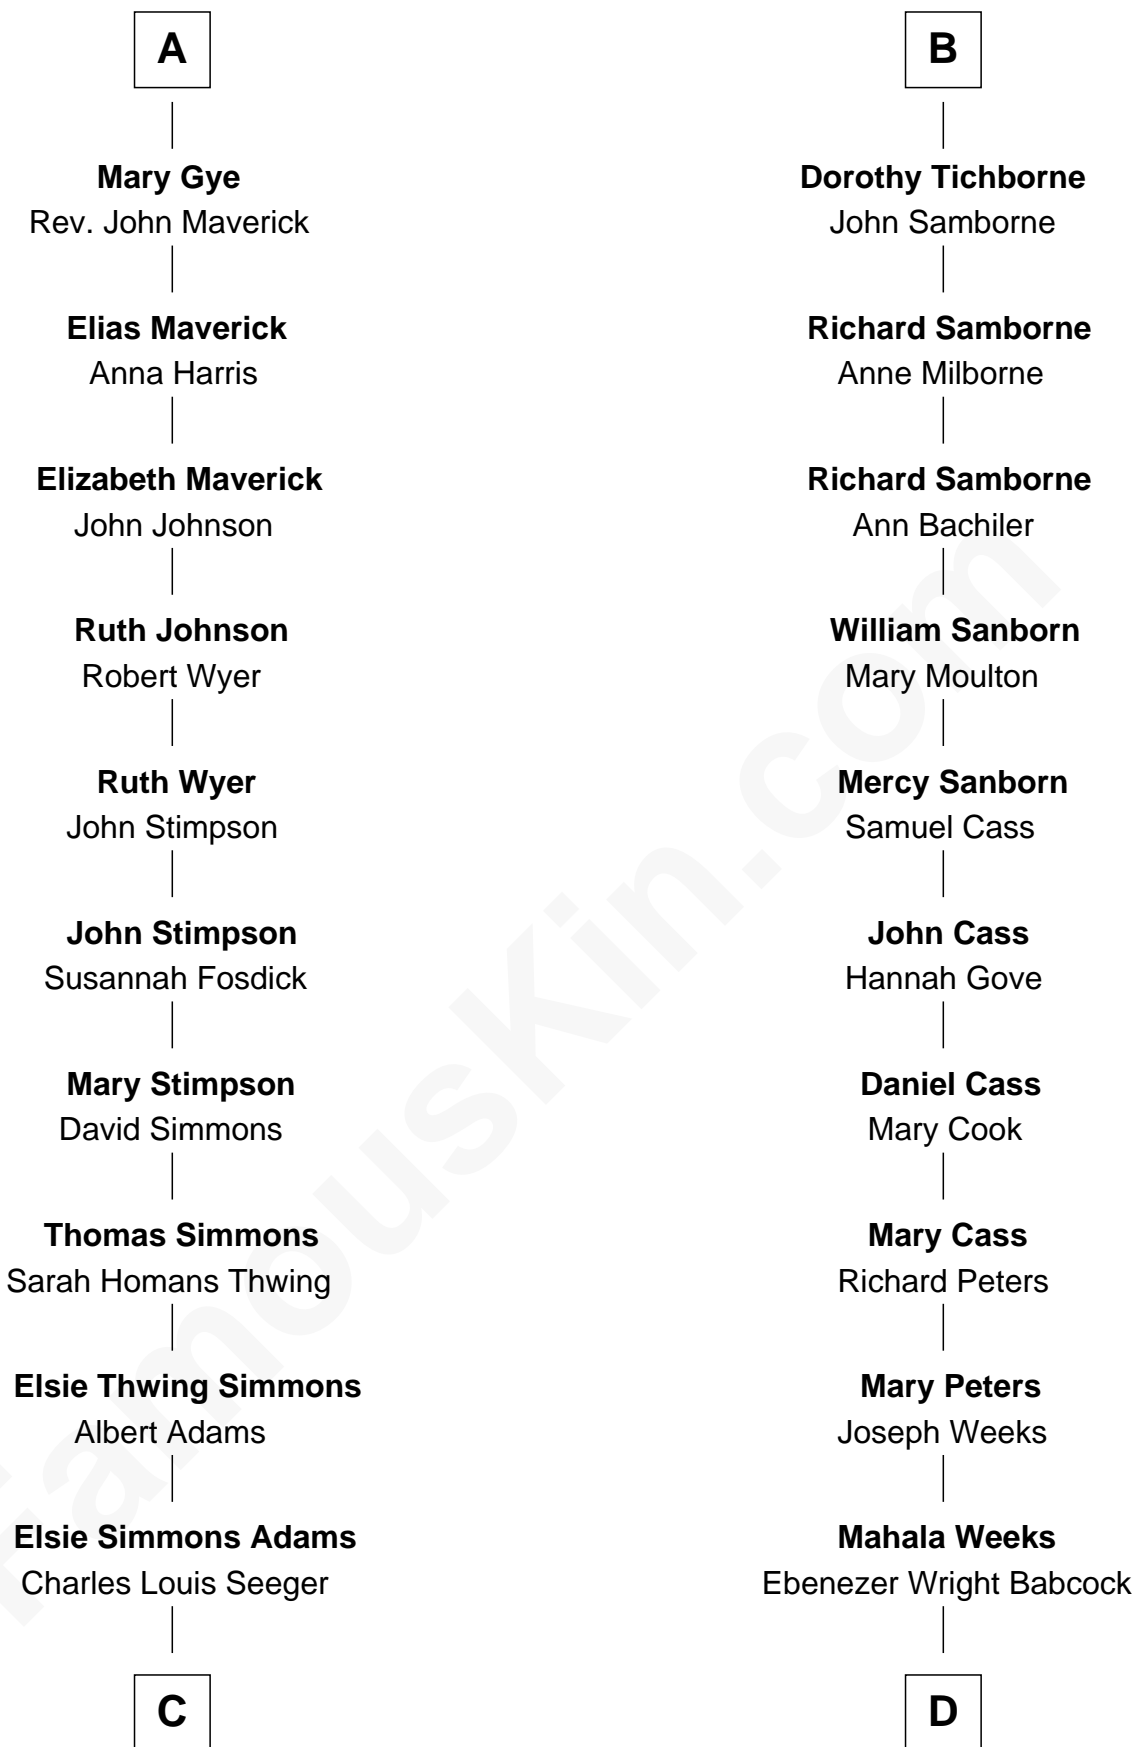 A
Mary Gye
Rev. John Maverick
Elias Maverick
Anna Harris
Elizabeth Maverick
John Johnson
Ruth Johnson
Robert Wyer
Ruth Wyer
John Stimpson
John Stimpson
Susannah Fosdick
Mary Stimpson
David Simmons
Thomas Simmons
Sarah Homans Thwing
Elsie Thwing Simmons
Albert Adams
Elsie Simmons Adams
Charles Louis Seeger
C
B
Dorothy Tichborne
John Samborne
Richard Samborne
Anne Milborne
Richard Samborne
Ann Bachiler
William Sanborn
Mary Moulton
Mercy Sanborn
Samuel Cass
John Cass
Hannah Gove
Daniel Cass
Mary Cook
Mary Cass
Richard Peters
Mary Peters
Joseph Weeks
Mahala Weeks
Ebenezer Wright Babcock
D
FamousKin.com